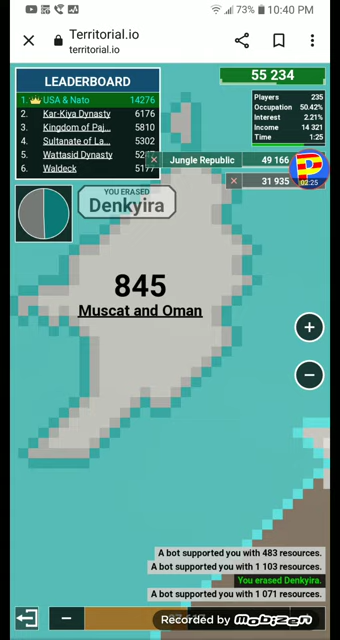 73% 10:40 PM
Territorial.io
territorial.io
LEADERBOARD
1. USA & Nato 14276
2. Kar-Kiya Dynasty 6176
3. Kingdom of Paj... 5810
4. Sultanate of La... 5302
5. Wattasid Dynasty
6. Waldeck 5177
55 234
Players 235
Occupation 50.42%
Interest 2.21%
Income 14 321
Time 1:25
Jungle Republic 49 166
31 935
02:25
YOU ERASED
Denkyira
845
Muscat and Oman
+
−
A bot supported you with 483 resources.
A bot supported you with 1 103 resources.
You erased Denkyira.
A bot supported you with 1 071 resources.
−
Recorded by Mobizen